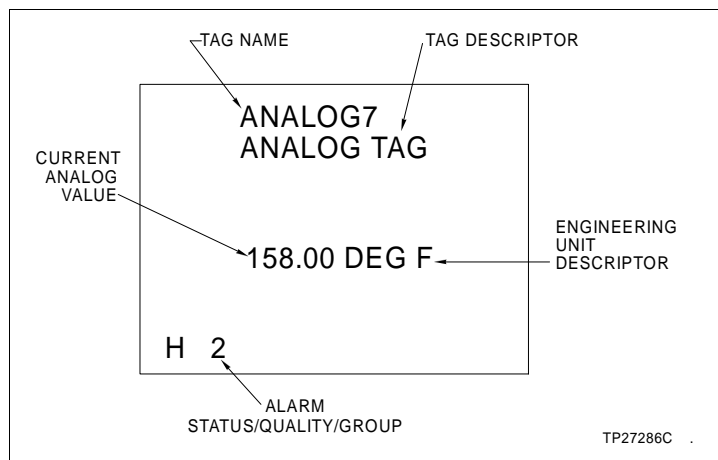 TAG NAME
TAG DESCRIPTOR
ANALOG7
ANALOG TAG
CURRENT
ANALOG
VALUE
158.00 DEG F
ENGINEERING
UNIT
DESCRIPTOR
H 2
ALARM
STATUS/QUALITY/GROUP
TP27286C .